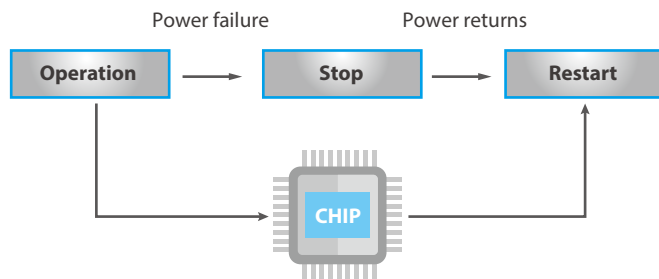 Power failure
Power returns
Operation
Stop
Restart
CHIP